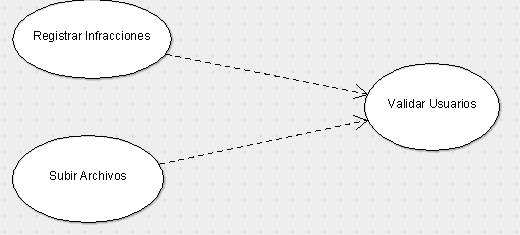 Registrar Infracciones
Validar Usuarios
Subir Archivos